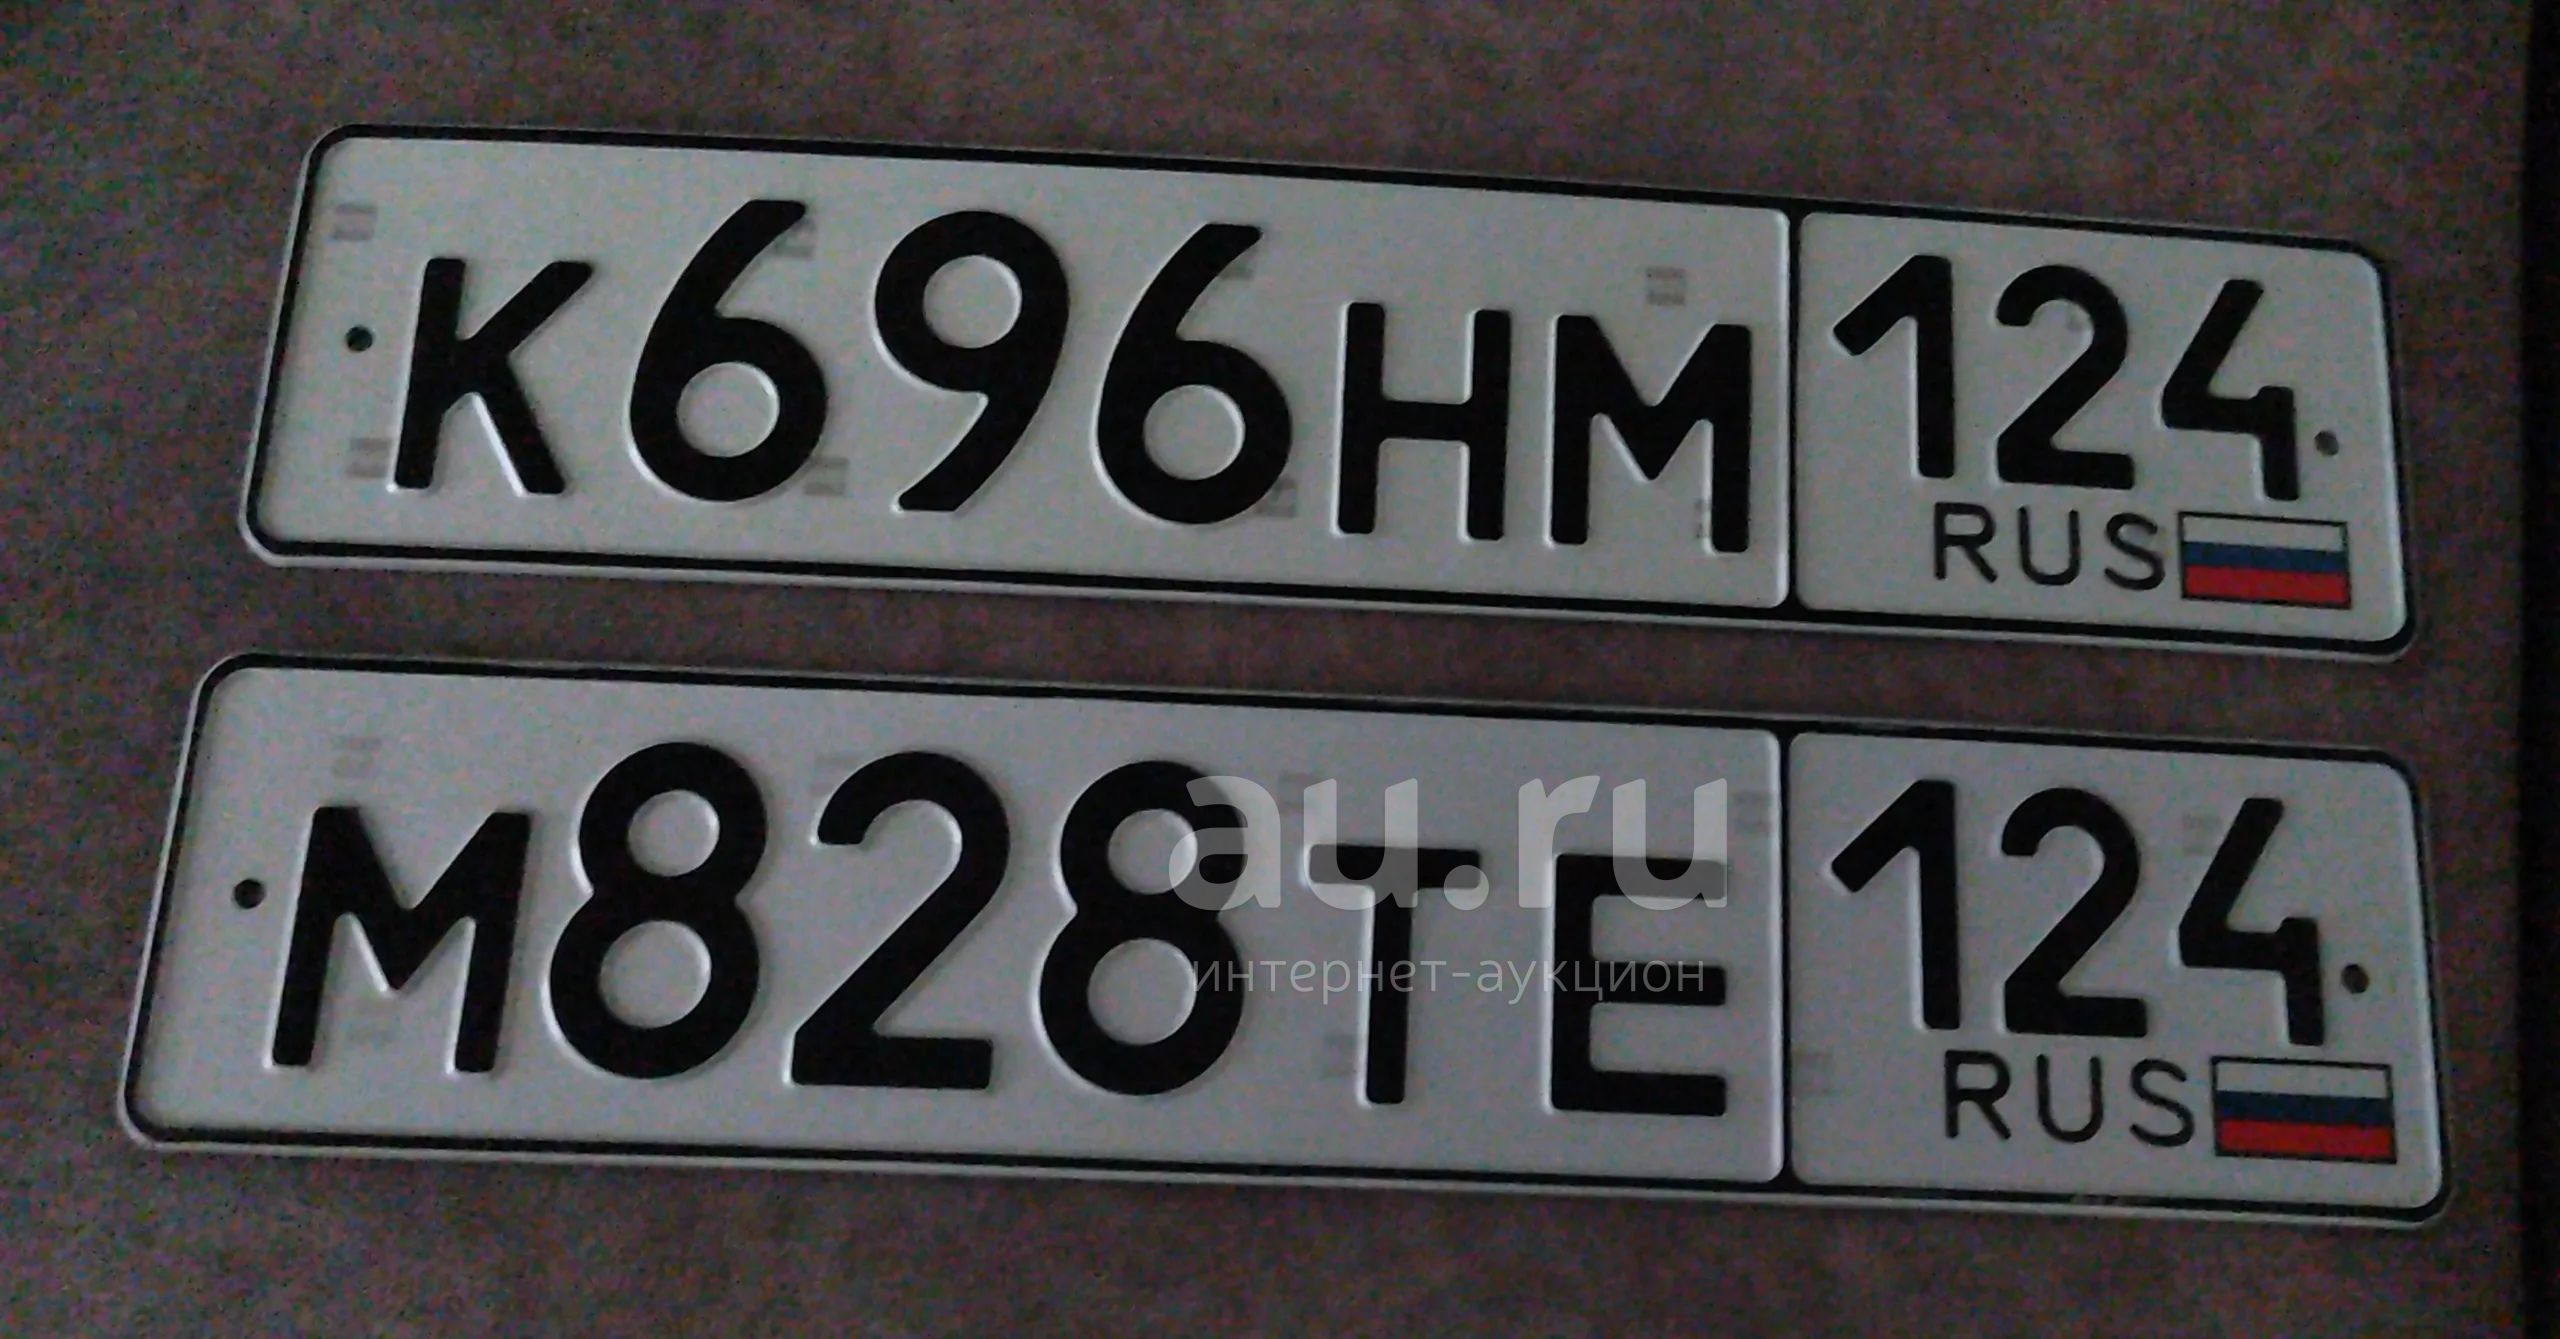 К696НМ 124
RUS
М828ТЕ 124
RUS
au.ru
интернет-аукцион